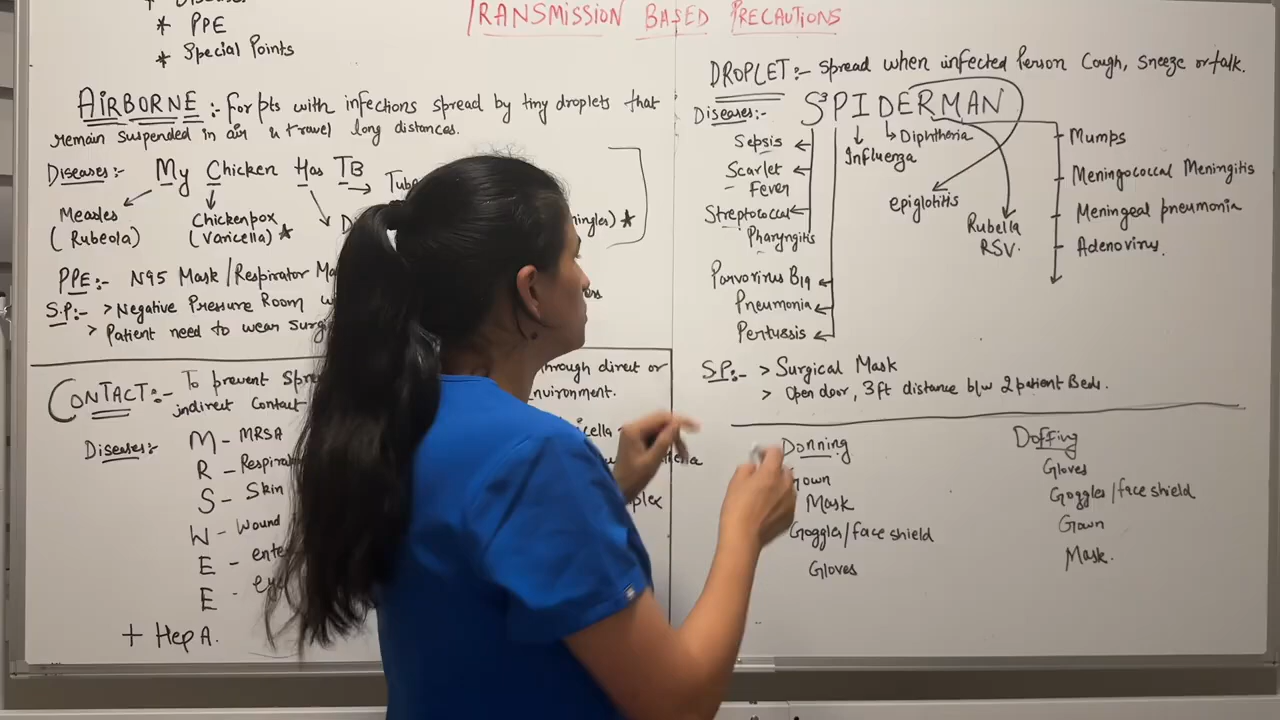 TRANSMISSION BASED PRECAUTIONS
* PPE
* Special Points
AIRBORNE :- for pts with infections spread by tiny droplets that
remain suspended in air & travel long distances.
Diseases:- My Chicken Has TB
Measles
(Rubeola)
Chickenpox
(Varicella) *
PPE:- N95 Mask/Respirator
S.P:- > Negative Pressure Room
> Patient need to wear
CONTACT:- To prevent
through direct or
indirect Contact
Diseases:-
M - MRSA
R -
S - Skin
W - Wound
E -
E -
+ Hep A.
DROPLET:- Spread when infected Person Cough, Sneeze or talk.
Diseases:- S³PIDERMAN
Sepsis
Scarlet
Fever
Streptococcal
Pharyngitis
Parvovirus B19
Pneumonia
Pertussis
Influenza
Diphtheria
epiglotitis
Rubella
RSV.
Mumps
Meningococcal Meningitis
Meningeal pneumonia
Adenovirus.
S.P:- > Surgical Mask
> Open door, 3ft distance b/w 2 patient Beds.
Donning
Gown
Mask
Goggles/face shield
Gloves
Doffing
Gloves
Goggles/face shield
Gown
Mask.